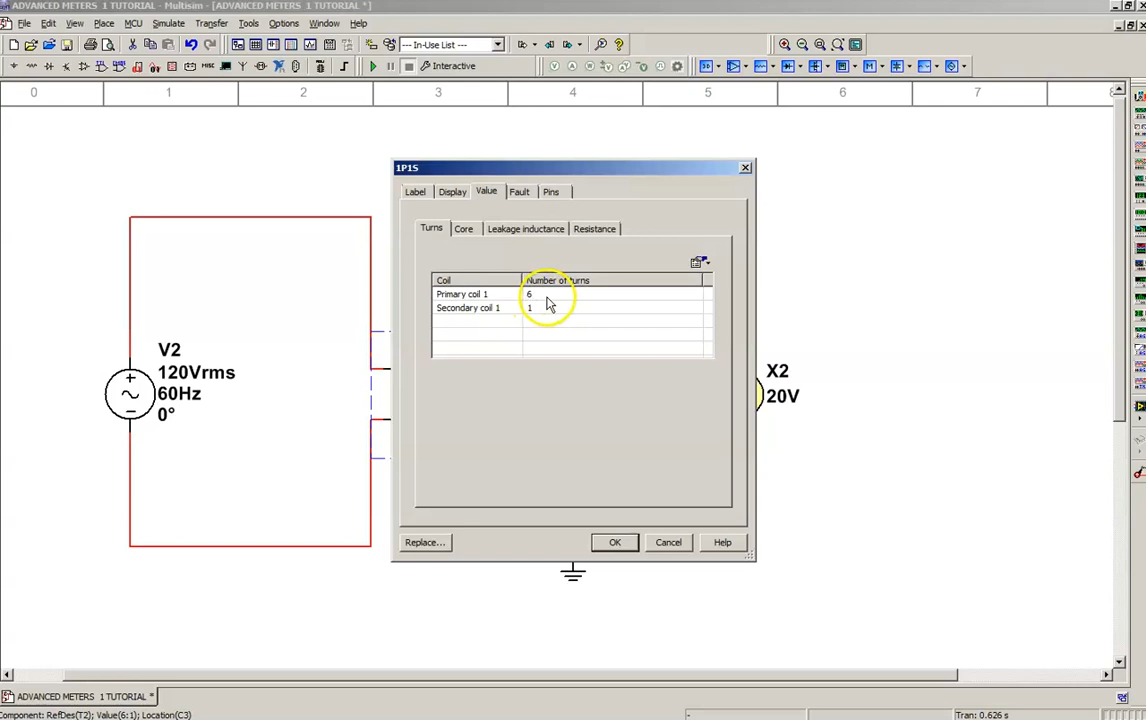 ADVANCED METERS 1 TUTORIAL - Multisim - [ADVANCED METERS 1 TUTORIAL *]
File Edit View Place MCU Simulate Transfer Tools Options Window Help
--- In-Use List ---
Interactive
0 1 2 3 4 5 6 7 8
1P1S
Label Display Value Fault Pins
Turns Core Leakage inductance Resistance
Coil Number of turns
Primary coil 1 6
Secondary coil 1 1
V2
120Vrms
60Hz
0°
X2
20V
Replace... OK Cancel Help
ADVANCED METERS 1 TUTORIAL *
Component: RefDes(T2); Value(6:1); Location(C3) - Tran: 0.626 s